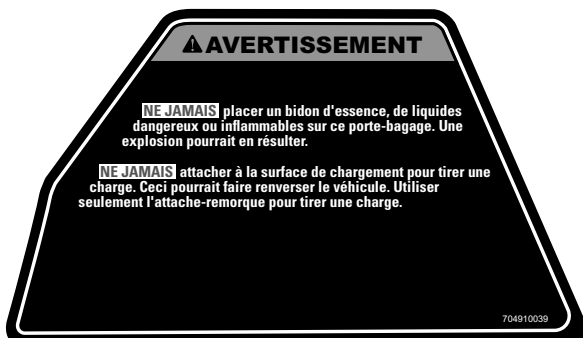 AVERTISSEMENT
NE JAMAIS placer un bidon d'essence, de liquides
dangereux ou inflammables sur ce porte-bagage. Une
explosion pourrait en résulter.
NE JAMAIS attacher à la surface de chargement pour tirer une
charge. Ceci pourrait faire renverser le véhicule. Utiliser
seulement l'attache-remorque pour tirer une charge.
704910039